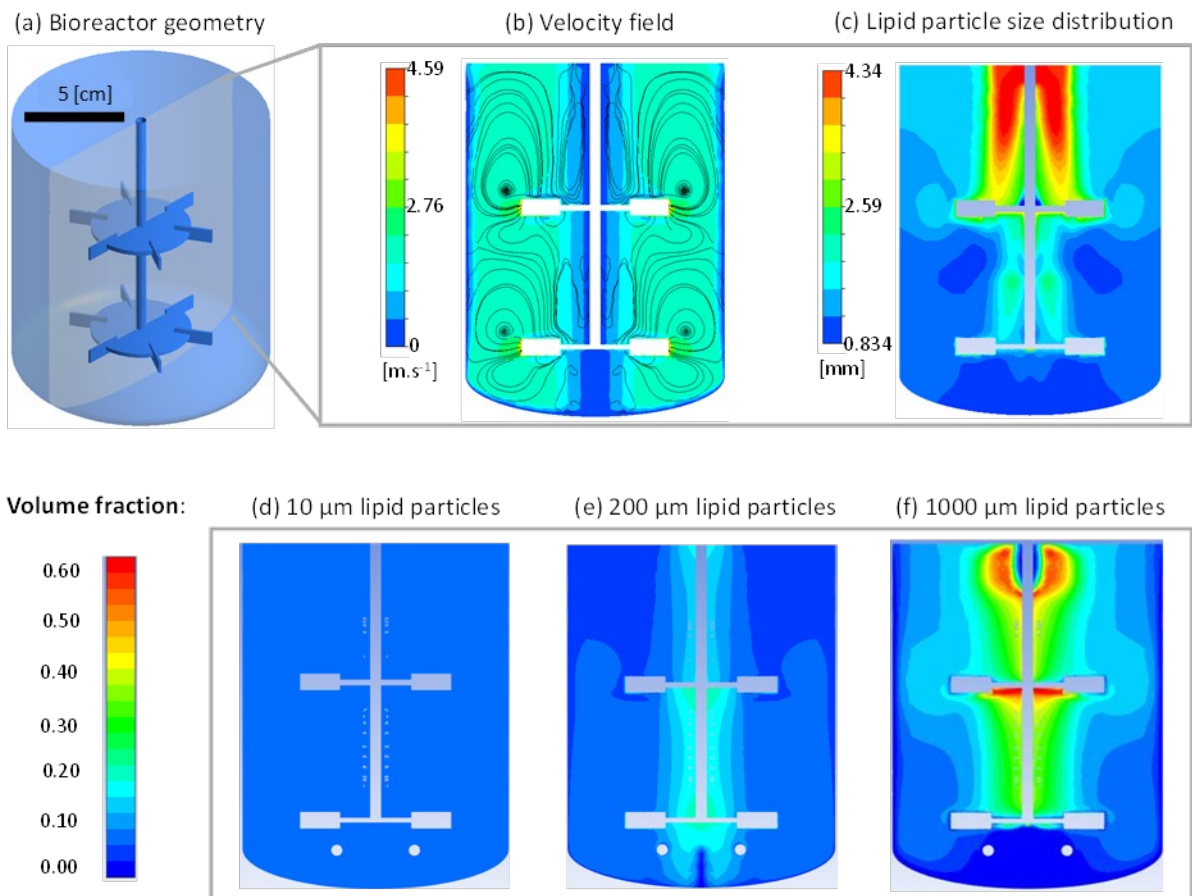 (a) Bioreactor geometry
(b) Velocity field
(c) Lipid particle size distribution
5 [cm]
4.59
2.76
0
[m.s⁻¹]
4.34
2.59
0.834
[mm]
Volume fraction:
(d) 10 µm lipid particles
(e) 200 µm lipid particles
(f) 1000 µm lipid particles
0.60
0.50
0.40
0.30
0.20
0.10
0.00